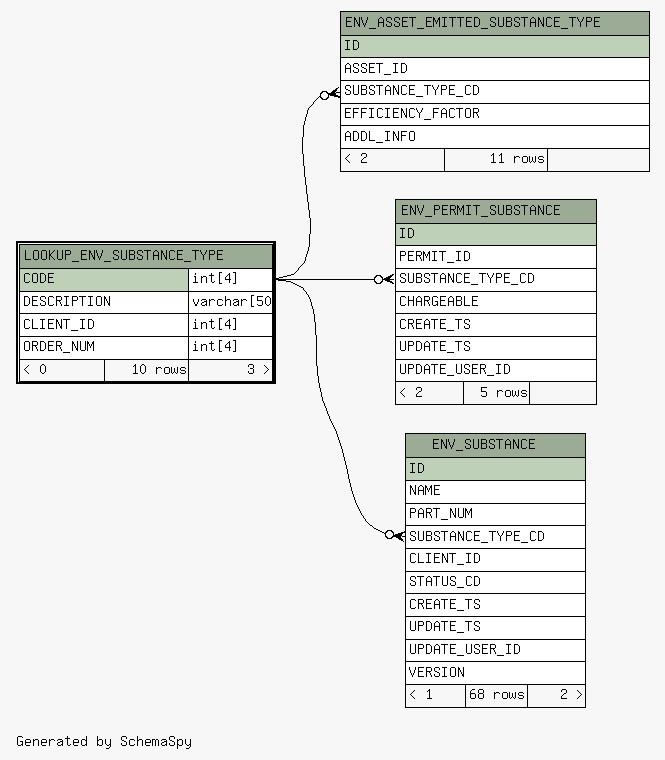 ENV_ASSET_EMITTED_SUBSTANCE_TYPE
ID
ASSET_ID
SUBSTANCE_TYPE_CD
EFFICIENCY_FACTOR
ADDL_INFO
< 2 11 rows
ENV_PERMIT_SUBSTANCE
ID
PERMIT_ID
SUBSTANCE_TYPE_CD
CHARGEABLE
CREATE_TS
UPDATE_TS
UPDATE_USER_ID
< 2 5 rows
LOOKUP_ENV_SUBSTANCE_TYPE
CODE int[4]
DESCRIPTION varchar[50
CLIENT_ID int[4]
ORDER_NUM int[4]
< 0 10 rows 3 >
ENV_SUBSTANCE
ID
NAME
PART_NUM
SUBSTANCE_TYPE_CD
CLIENT_ID
STATUS_CD
CREATE_TS
UPDATE_TS
UPDATE_USER_ID
VERSION
< 1 68 rows 2 >
Generated by SchemaSpy